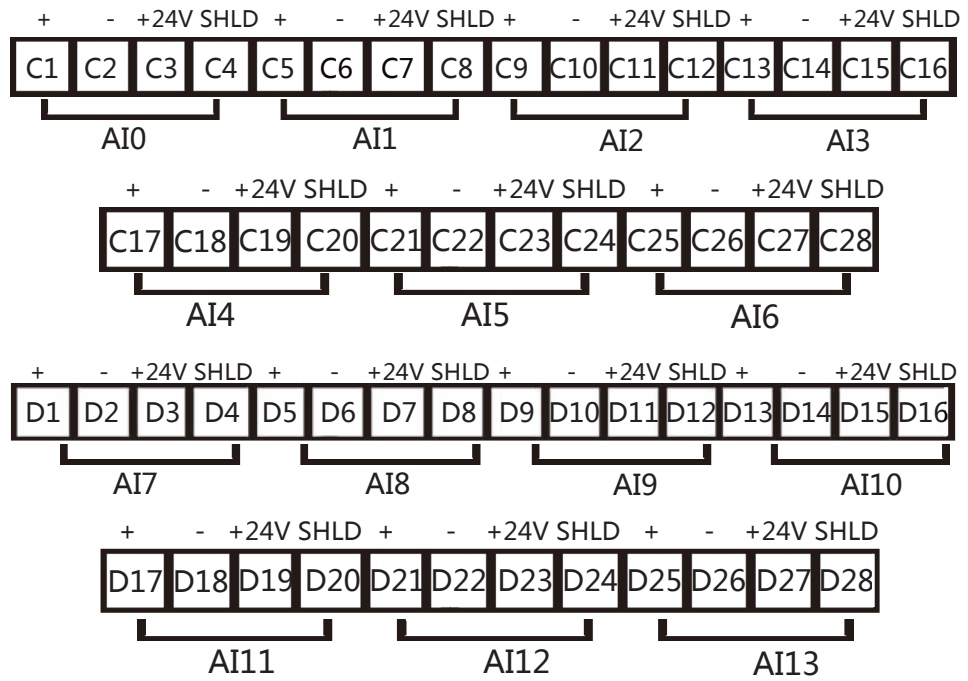 + - +24V SHLD + - +24V SHLD + - +24V SHLD + - +24V SHLD
C1 C2 C3 C4 C5 C6 C7 C8 C9 C10 C11 C12 C13 C14 C15 C16
AI0 AI1 AI2 AI3
+ - +24V SHLD + - +24V SHLD + - +24V SHLD
C17 C18 C19 C20 C21 C22 C23 C24 C25 C26 C27 C28
AI4 AI5 AI6
+ - +24V SHLD + - +24V SHLD + - +24V SHLD + - +24V SHLD
D1 D2 D3 D4 D5 D6 D7 D8 D9 D10 D11 D12 D13 D14 D15 D16
AI7 AI8 AI9 AI10
+ - +24V SHLD + - +24V SHLD + - +24V SHLD
D17 D18 D19 D20 D21 D22 D23 D24 D25 D26 D27 D28
AI11 AI12 AI13